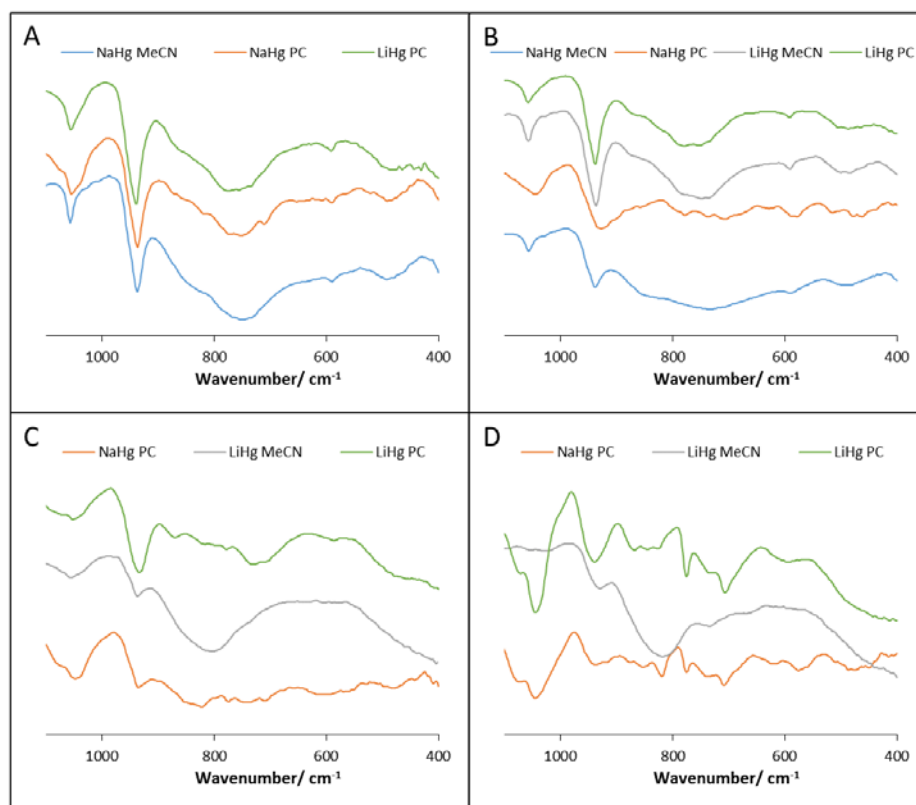 A
NaHg MeCN NaHg PC LiHg PC
1000 800 600 400
Wavenumber/ cm⁻¹
B
NaHg MeCN NaHg PC LiHg MeCN LiHg PC
1000 800 600 400
Wavenumber/ cm⁻¹
C
NaHg PC LiHg MeCN LiHg PC
1000 800 600 400
Wavenumber/ cm⁻¹
D
NaHg PC LiHg MeCN LiHg PC
1000 800 600 400
Wavenumber/ cm⁻¹